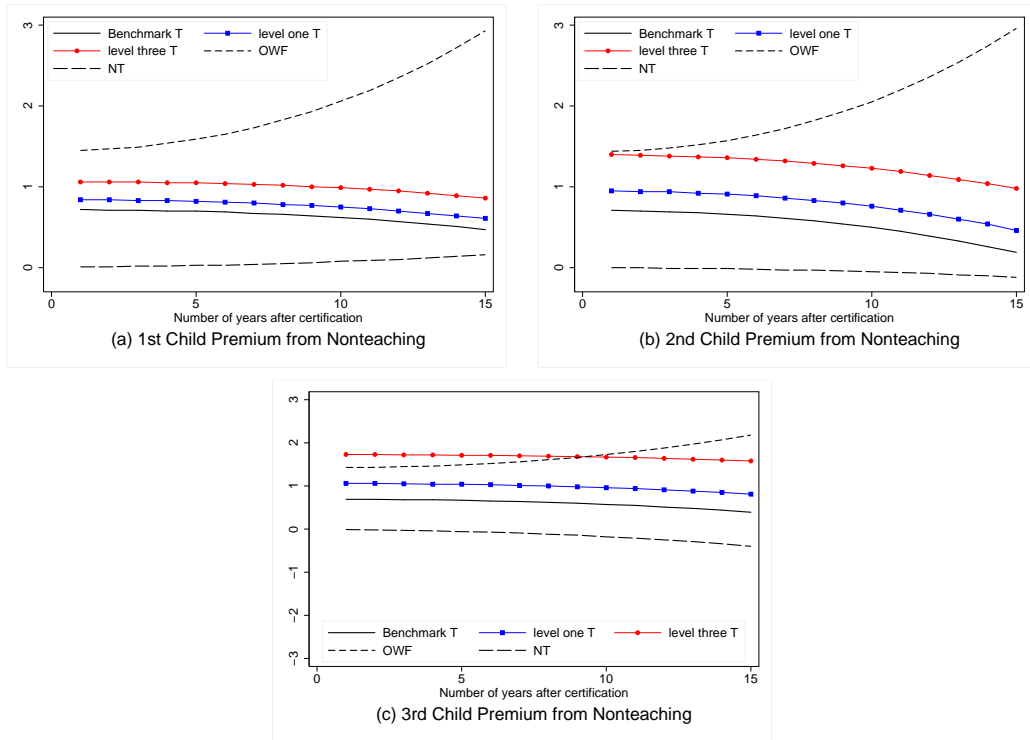 3
2
1
0
Benchmark T
level one T
level three T
OWF
NT
0
5
10
15
Number of years after certification
(a) 1st Child Premium from Nonteaching
3
2
1
0
Benchmark T
level one T
level three T
OWF
NT
0
5
10
15
Number of years after certification
(b) 2nd Child Premium from Nonteaching
3
2
1
0
−1
−2
−3
Benchmark T
level one T
level three T
OWF
NT
0
5
10
15
Number of years after certification
(c) 3rd Child Premium from Nonteaching